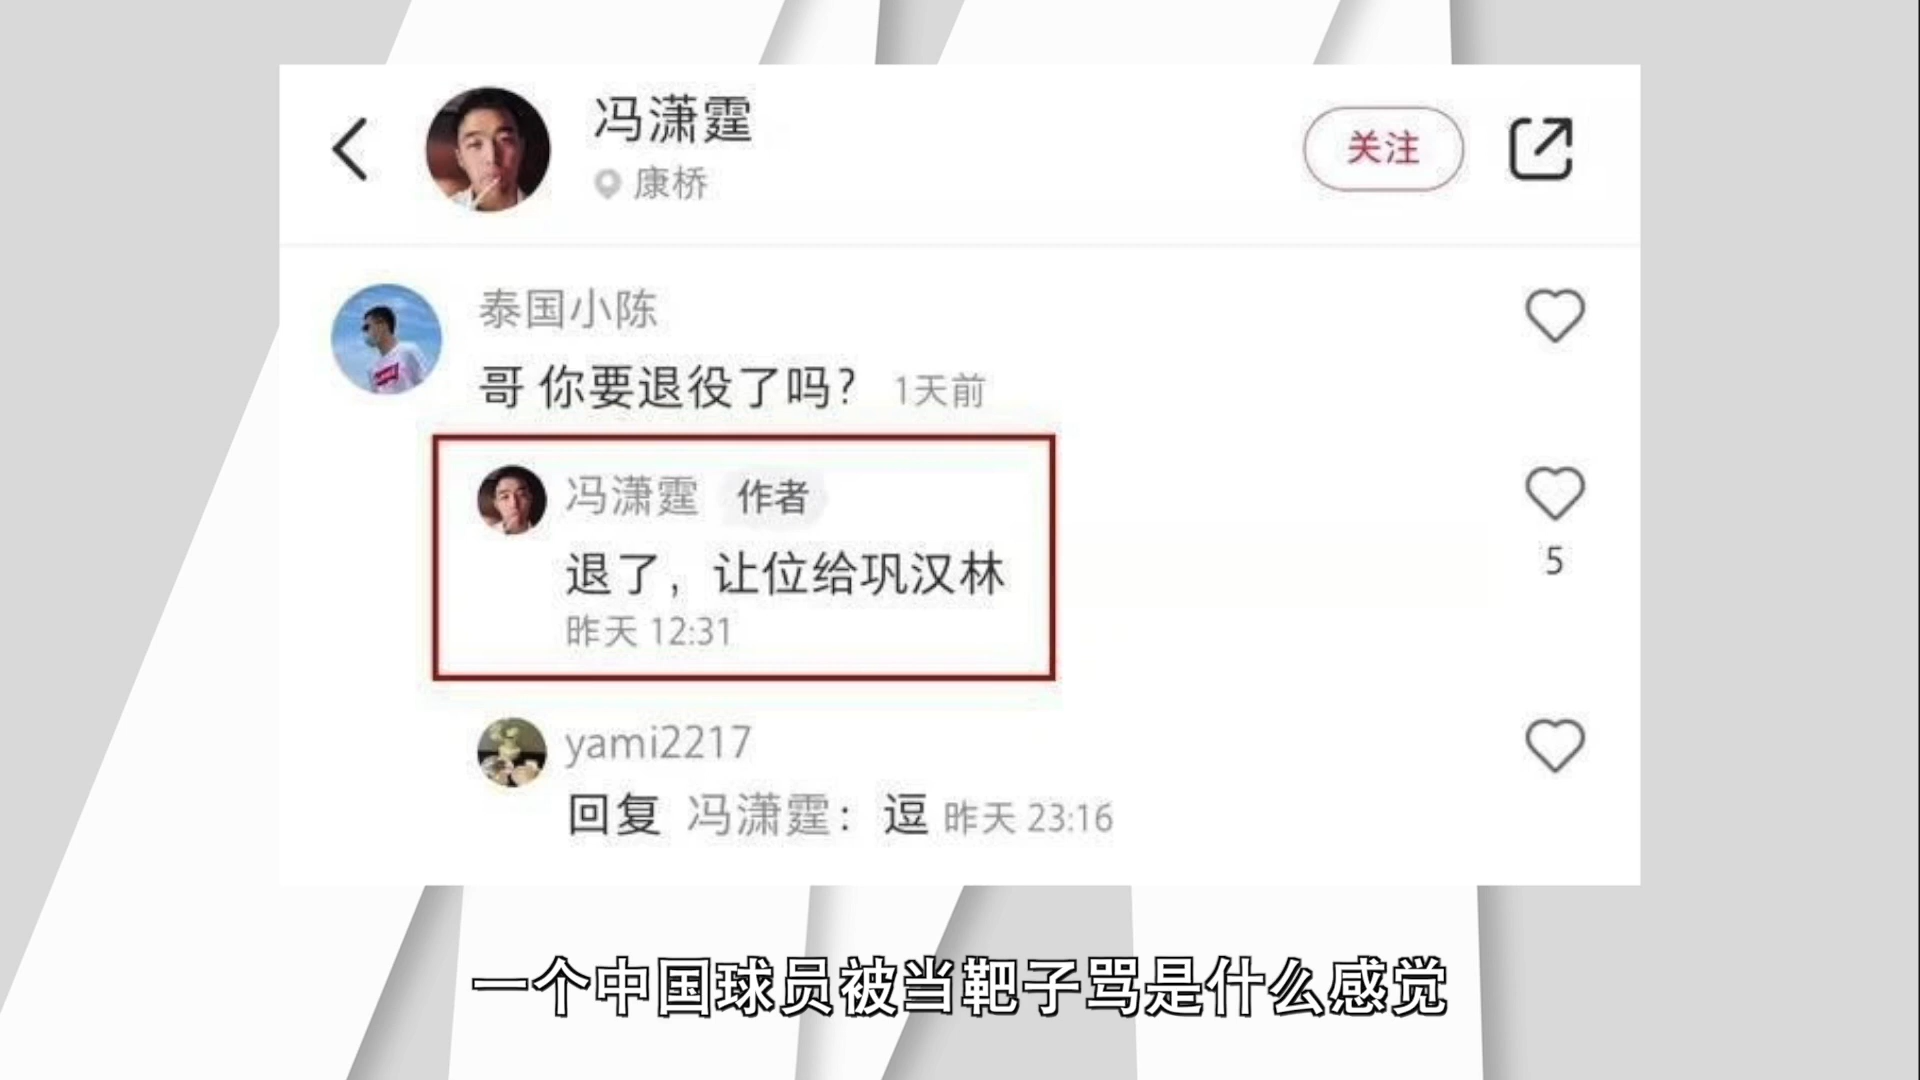 冯潇霆
康桥
关注
泰国小陈
哥 你要退役了吗? 1天前
冯潇霆 作者
退了，让位给巩汉林
昨天 12:31
5
yami2217
回复 冯潇霆：逗 昨天 23:16
一个中国球员被当靶子骂是什么感觉